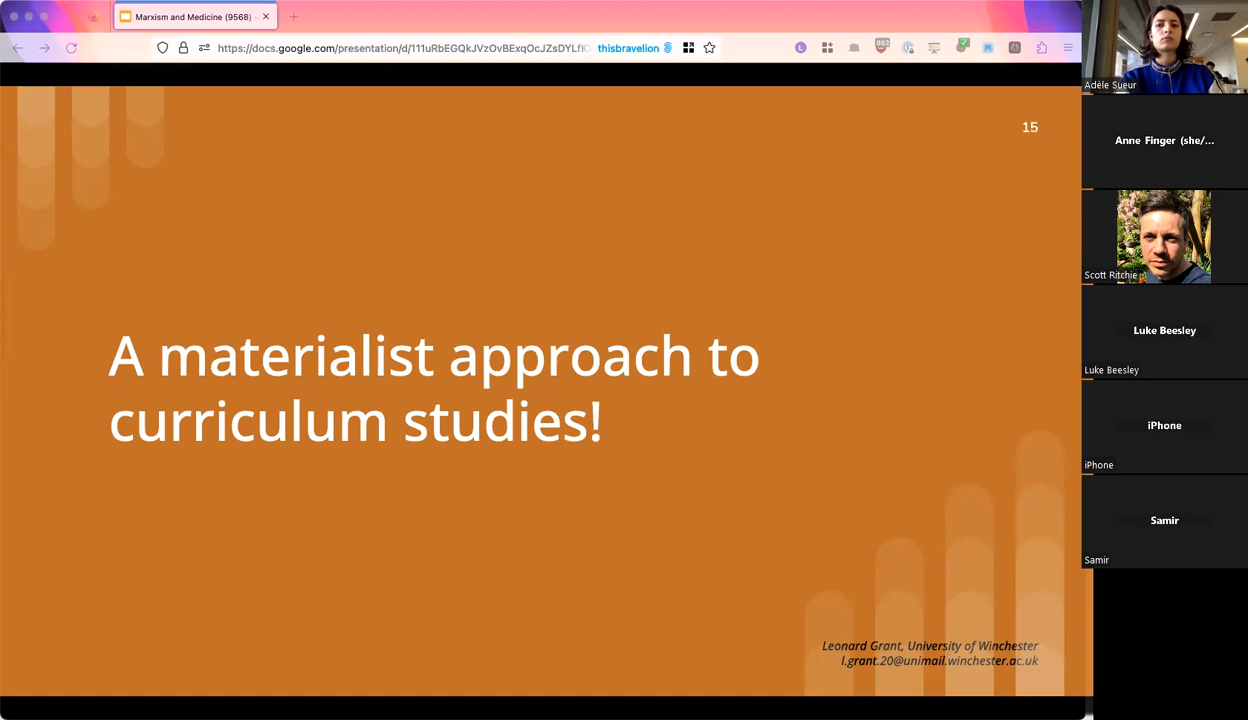 Marxism and Medicine (9568) -
https://docs.google.com/presentation/d/111uRbEGQkJVzOvBExqOcJZsDYLfK
thisbravelion
852
15
A materialist approach to
curriculum studies!
Leonard Grant, University of Winchester
l.grant.20@unimail.winchester.ac.uk
Adèle Sueur
Anne Finger (she/...
Scott Ritchie
Luke Beesley
Luke Beesley
iPhone
iPhone
Samir
Samir